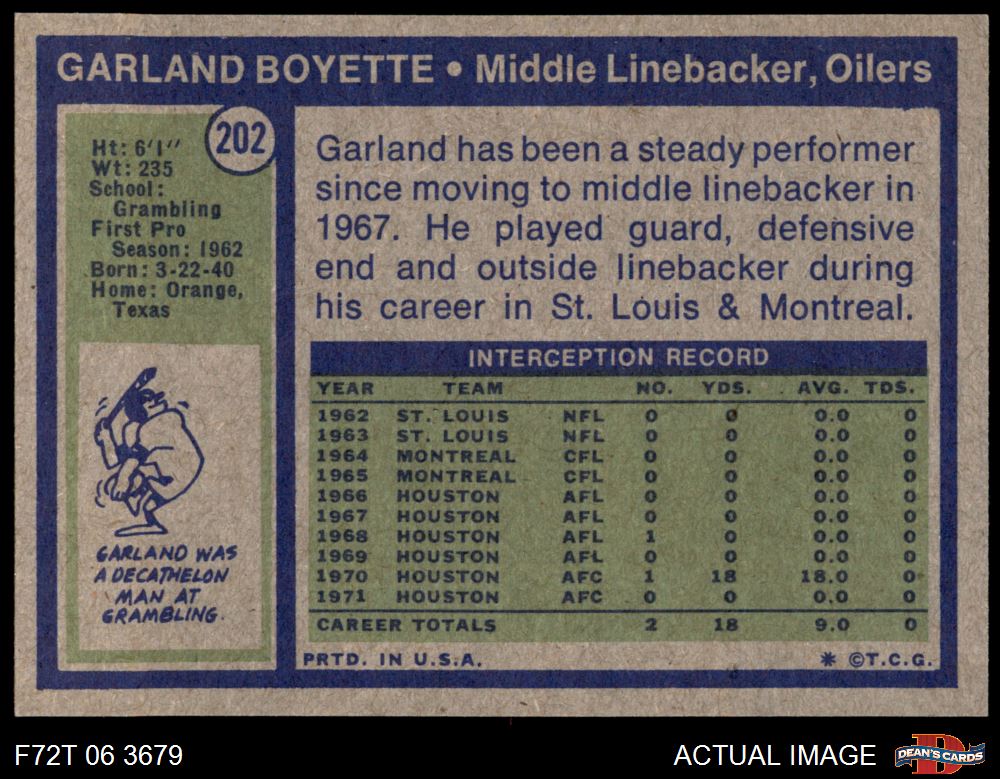 GARLAND BOYETTE • Middle Linebacker, Oilers
202
Ht: 6'1"
Wt: 235
School:
Grambling
First Pro
Season: 1962
Born: 3-22-40
Home: Orange,
Texas
GARLAND WAS
A DECATHELON
MAN AT
GRAMBLING.
Garland has been a steady performer
since moving to middle linebacker in
1967. He played guard, defensive
end and outside linebacker during
his career in St. Louis & Montreal.
INTERCEPTION RECORD
YEAR TEAM NO. YDS. AVG. TDS.
1962 ST. LOUIS NFL 0 0 0.0 0
1963 ST. LOUIS NFL 0 0 0.0 0
1964 MONTREAL CFL 0 0 0.0 0
1965 MONTREAL CFL 0 0 0.0 0
1966 HOUSTON AFL 0 0 0.0 0
1967 HOUSTON AFL 0 0 0.0 0
1968 HOUSTON AFL 1 0 0.0 0
1969 HOUSTON AFL 0 0 0.0 0
1970 HOUSTON AFC 1 18 18.0 0
1971 HOUSTON AFC 0 0 0.0 0
CAREER TOTALS 2 18 9.0 0
PRTD. IN U.S.A. * ©T.C.G.
F72T 06 3679 ACTUAL IMAGE D DEAN'S CARDS